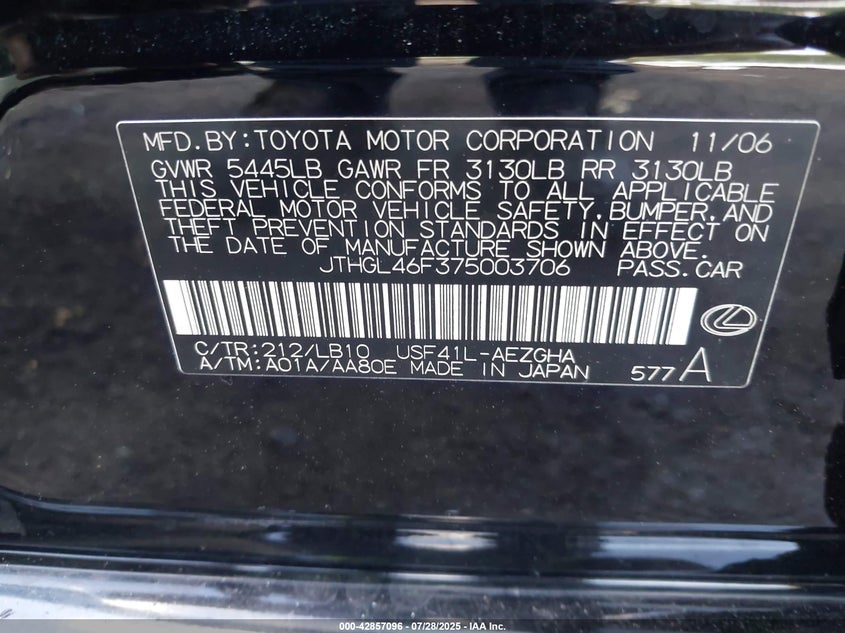 MFD.BY:TOYOTA MOTOR CORPORATION 11/06
GVWR 5445LB GAWR FR 3130LB RR 3130LB
THIS VEHICLE CONFORMS TO ALL APPLICABLE
FEDERAL MOTOR VEHICLE SAFETY,BUMPER,AND
THEFT PREVENTION STANDARDS IN EFFECT ON
THE DATE OF MANUFACTURE SHOWN ABOVE.
JTHGL46F375003706 PASS.CAR
C/TR:212/LB10 USF41L-AEZGHA
A/TM:A01A/AA80E MADE IN JAPAN 577A
000-42857096 - 07/28/2025 - IAA Inc.